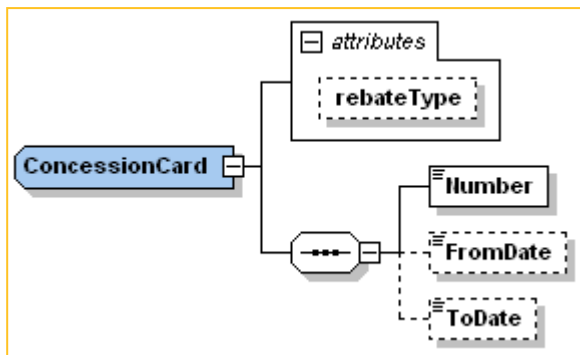 attributes
rebateType
ConcessionCard
Number
FromDate
ToDate